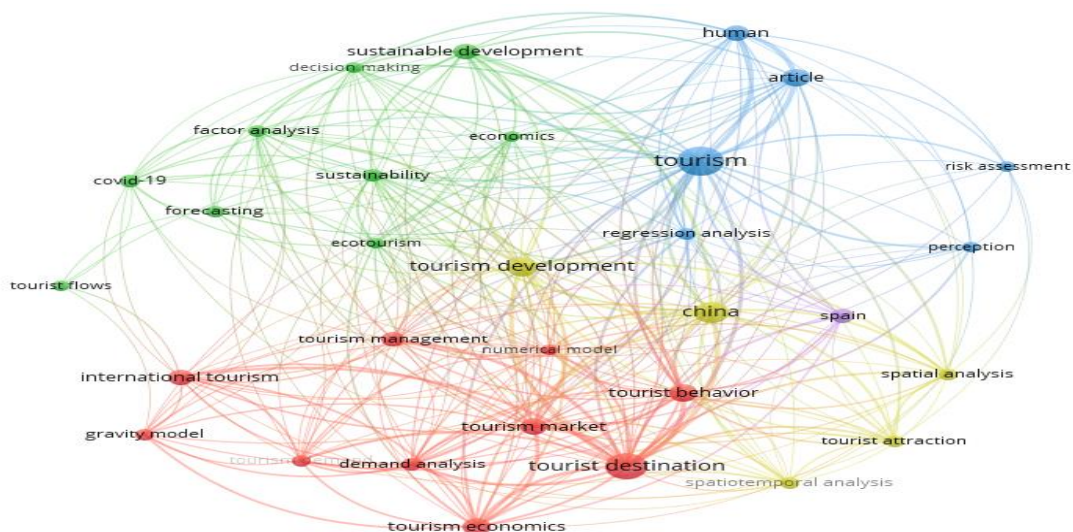 human
sustainable development
decision making
article
factor analysis
economics
tourism
risk assessment
covid-19
sustainability
forecasting
regression analysis
ecotourism
perception
tourism development
tourist flows
china
spain
tourism management
numerical model
international tourism
spatial analysis
tourist behavior
tourism market
gravity model
tourist attraction
tourism demand
demand analysis
tourist destination
spatiotemporal analysis
tourism economics